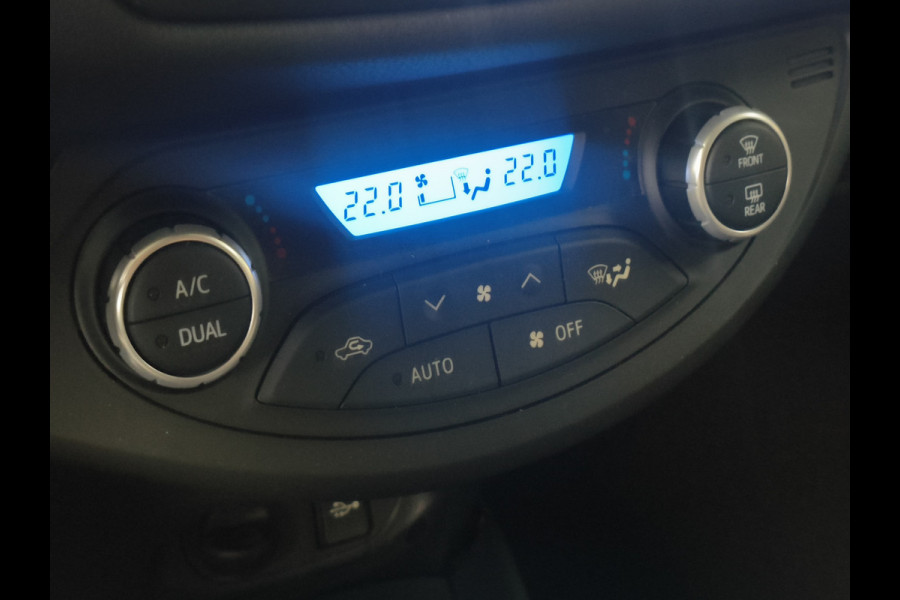 22.0 22.0
FRONT
REAR
A/C
DUAL
AUTO
OFF